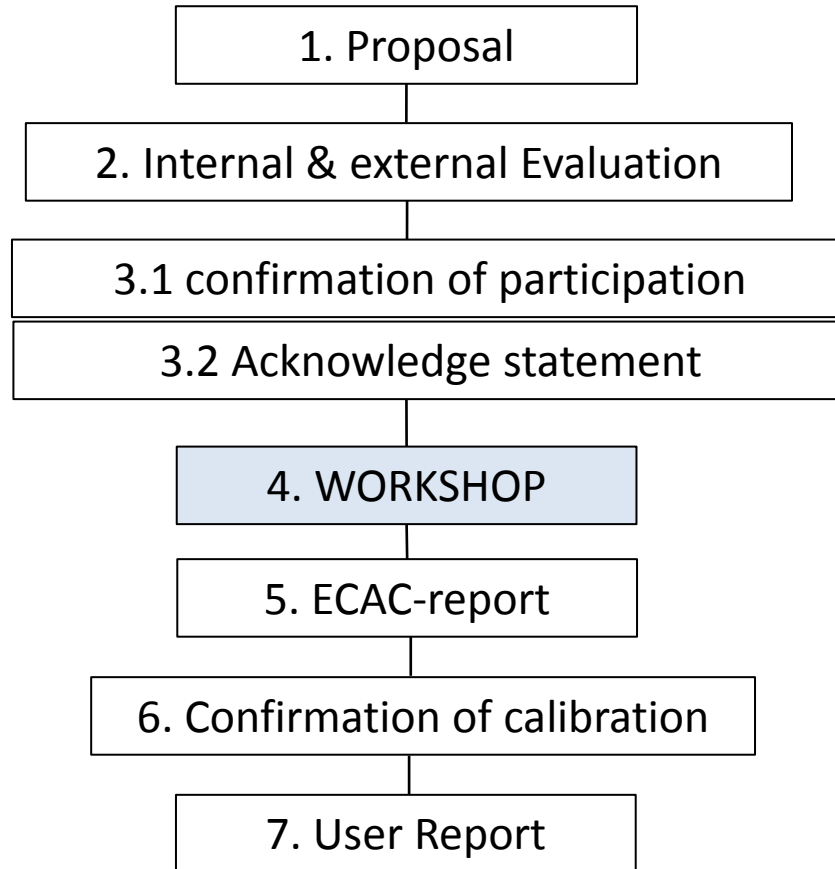 1. Proposal
2. Internal & external Evaluation
3.1 confirmation of participation
3.2 Acknowledge statement
4. WORKSHOP
5. ECAC-report
6. Confirmation of calibration
7. User Report